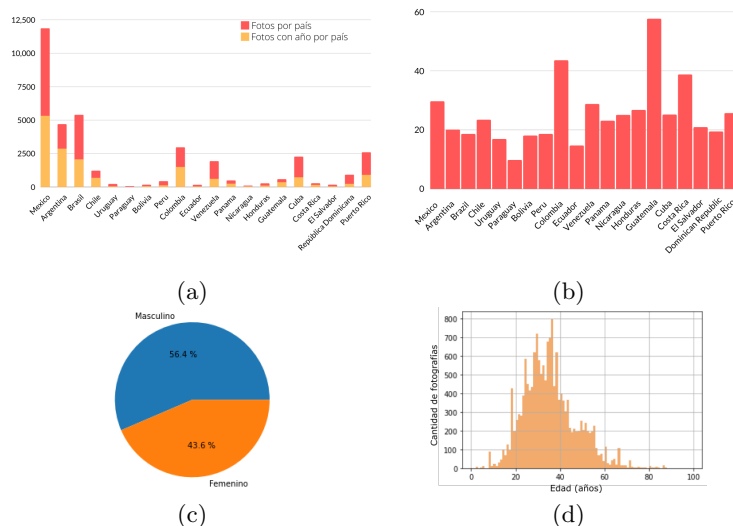 12,500
10,000
7,500
5000
2500
0
Fotos por país
Fotos con año por país
Mexico
Argentina
Brasil
Chile
Uruguay
Paraguay
Bolivia
Peru
Colombia
Ecuador
Venezuela
Panama
Nicaragua
Honduras
Guatemala
Cuba
Costa Rica
El Salvador
República Dominicana
Puerto Rico
(a)
60
40
20
0
Mexico
Argentina
Brazil
Chile
Uruguay
Paraguay
Bolivia
Peru
Colombia
Ecuador
Venezuela
Panama
Nicaragua
Honduras
Guatemala
Cuba
Costa Rica
El Salvador
Dominican Republic
Puerto Rico
(b)
Masculino
56.4 %
43.6 %
Femenino
(c)
Cantidad de fotografías
800
700
600
500
400
300
200
100
0
0 20 40 60 80 100
Edad (años)
(d)